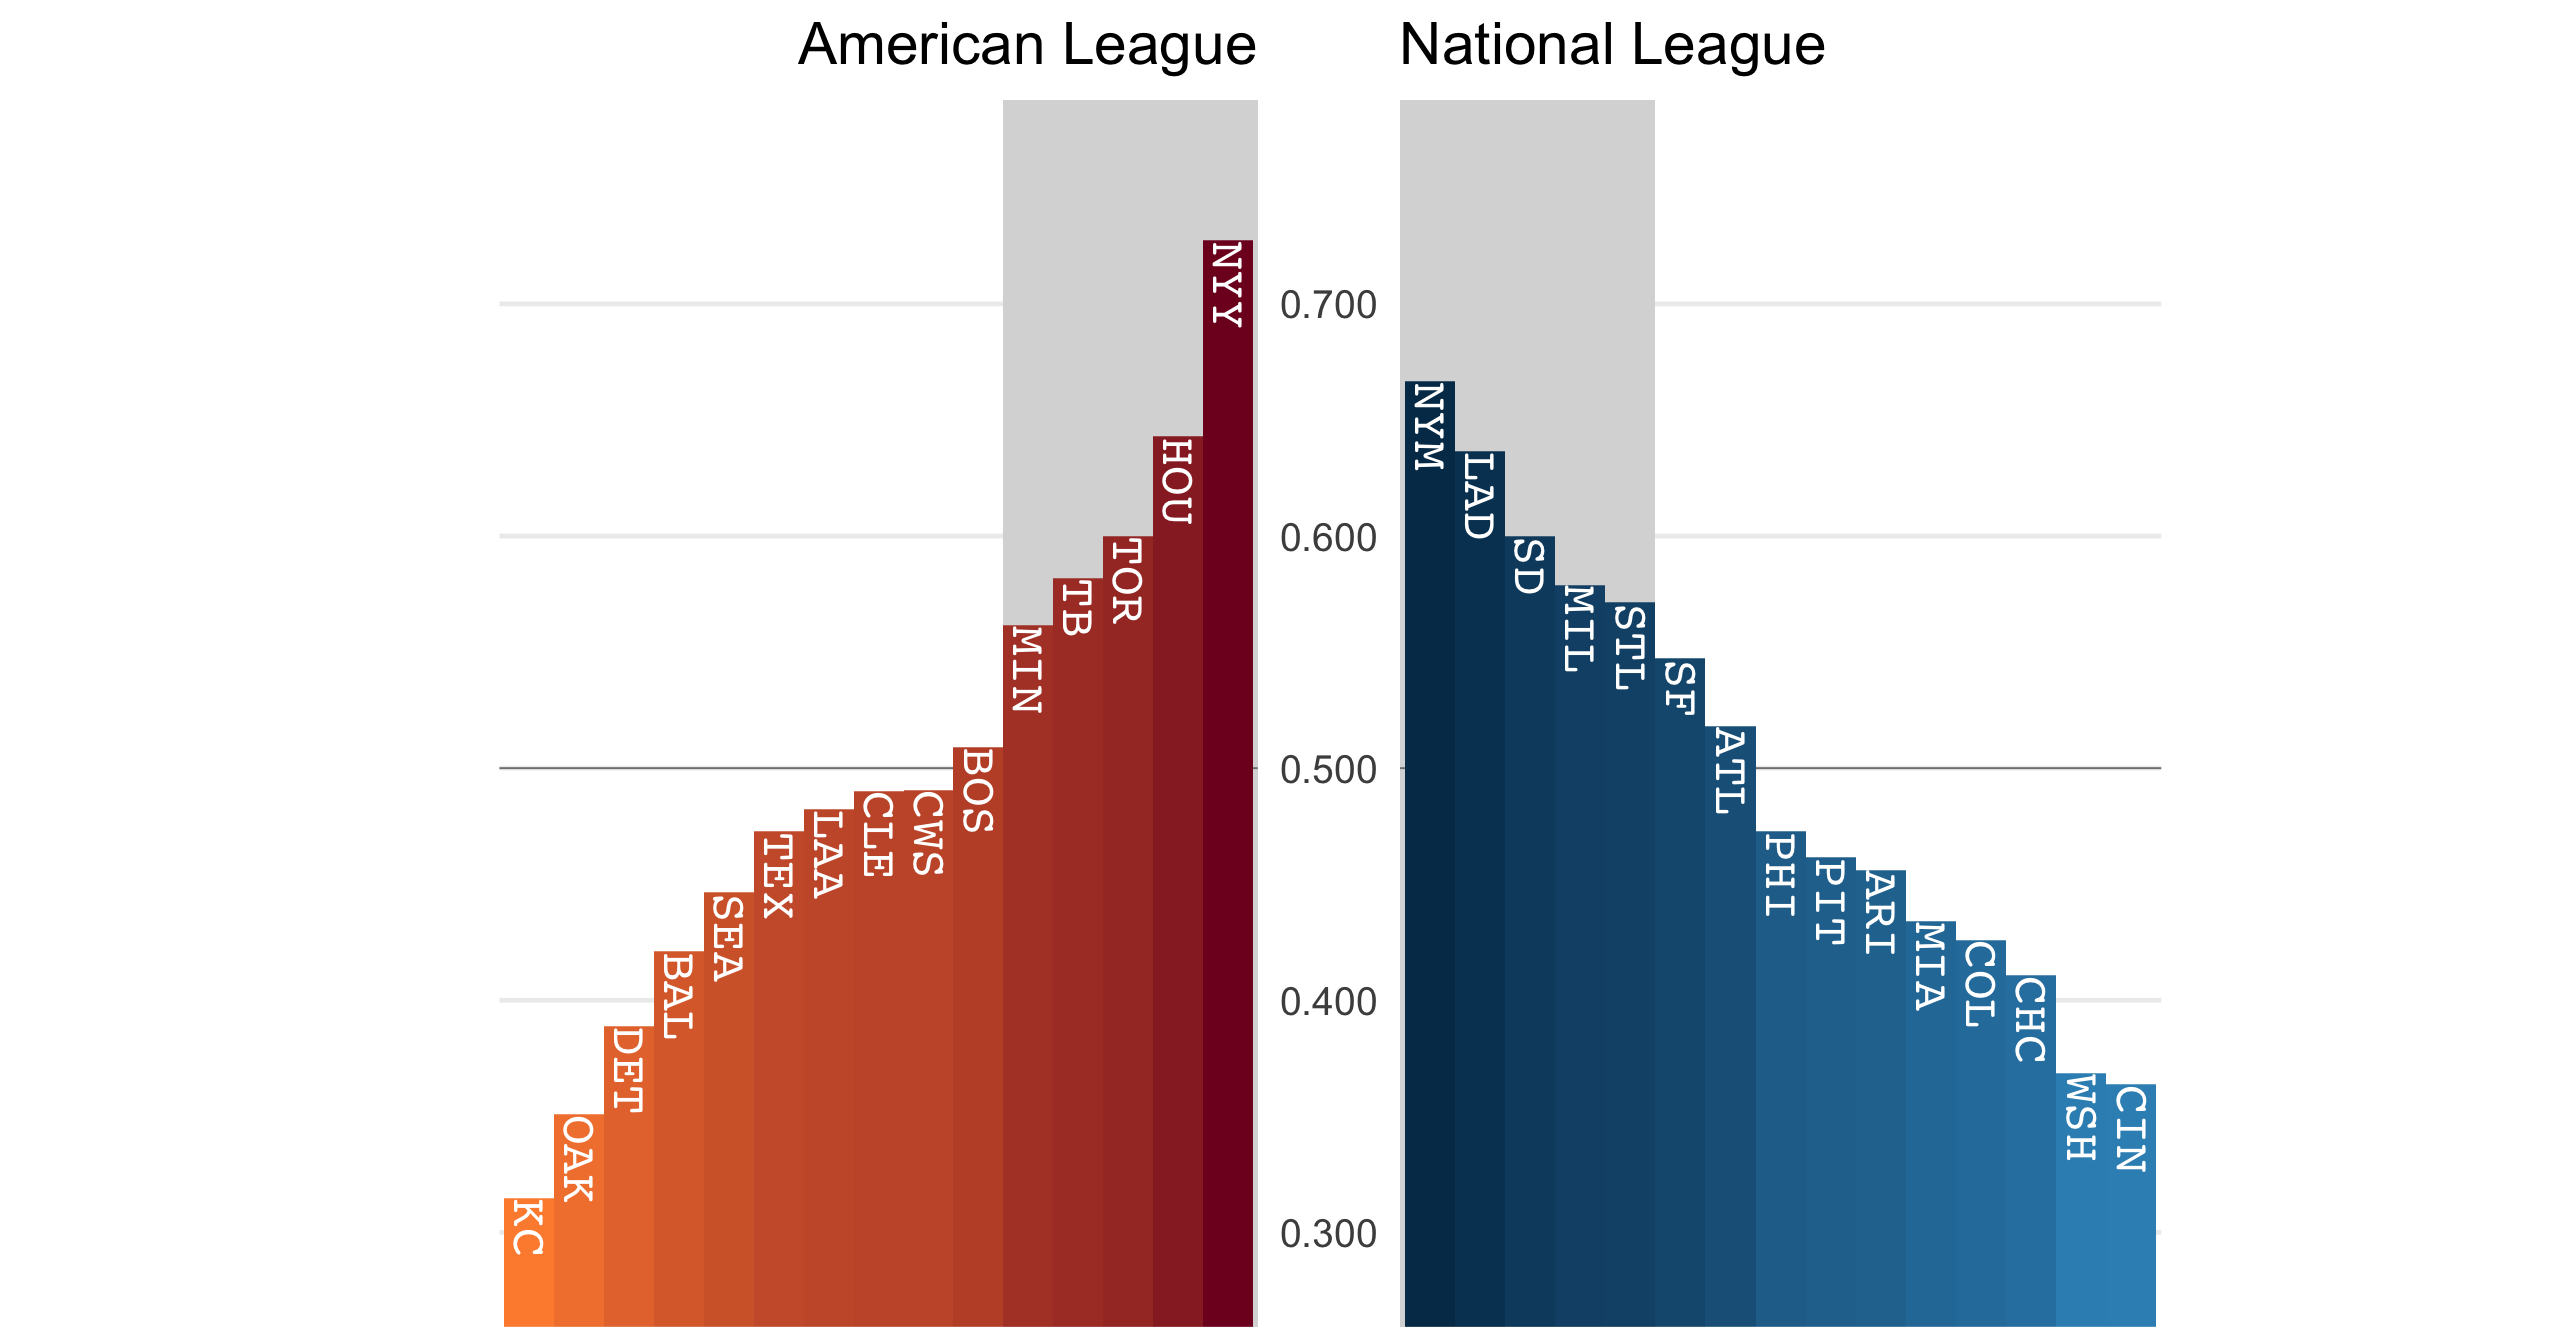 American League
National League
0.700
0.600
0.500
0.400
0.300
KC
OAK
DET
BAL
SEA
TEX
LAA
CLE
CWS
BOS
MIN
TB
TOR
HOU
NYY
NYM
LAD
SD
MIL
STL
SF
ATL
PHI
PIT
ARI
MIA
COL
CHC
WSH
CIN